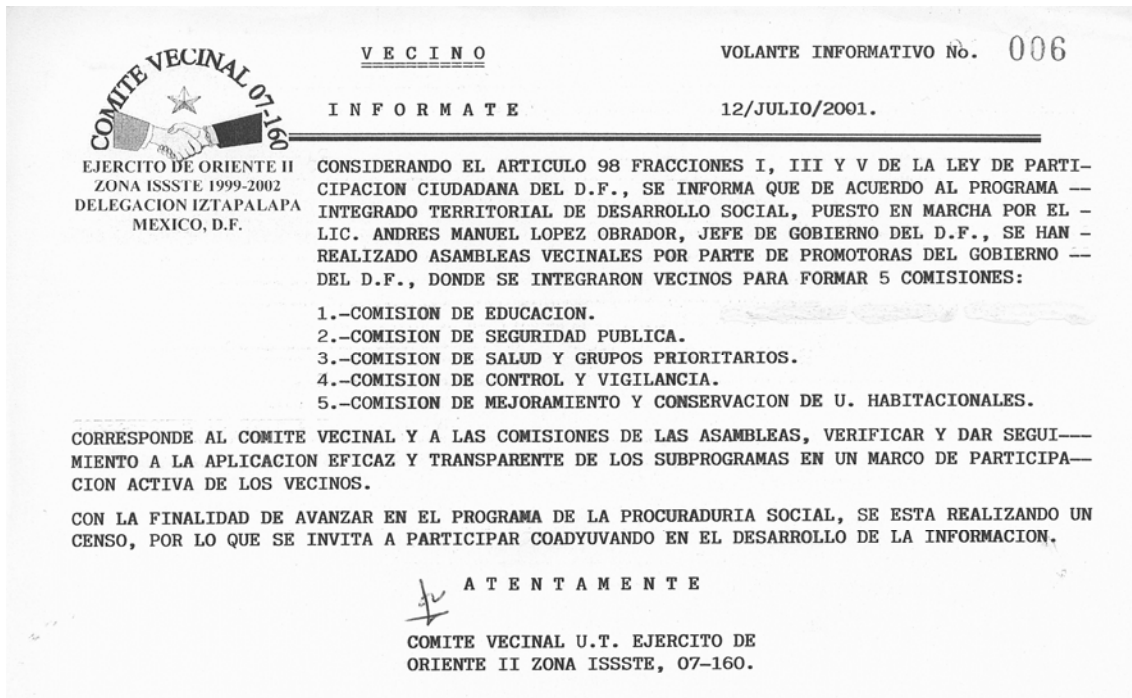 COMITE VECINAL 07-160
EJERCITO DE ORIENTE II
ZONA ISSSTE 1999-2002
DELEGACION IZTAPALAPA
MEXICO, D.F.
V E C I N O
VOLANTE INFORMATIVO No. 006
I N F O R M A T E
12/JULIO/2001.
CONSIDERANDO EL ARTICULO 98 FRACCIONES I, III Y V DE LA LEY DE PARTI-
CIPACION CIUDADANA DEL D.F., SE INFORMA QUE DE ACUERDO AL PROGRAMA --
INTEGRADO TERRITORIAL DE DESARROLLO SOCIAL, PUESTO EN MARCHA POR EL -
LIC. ANDRES MANUEL LOPEZ OBRADOR, JEFE DE GOBIERNO DEL D.F., SE HAN -
REALIZADO ASAMBLEAS VECINALES POR PARTE DE PROMOTORAS DEL GOBIERNO --
DEL D.F., DONDE SE INTEGRARON VECINOS PARA FORMAR 5 COMISIONES:
1.-COMISION DE EDUCACION.
2.-COMISION DE SEGURIDAD PUBLICA.
3.-COMISION DE SALUD Y GRUPOS PRIORITARIOS.
4.-COMISION DE CONTROL Y VIGILANCIA.
5.-COMISION DE MEJORAMIENTO Y CONSERVACION DE U. HABITACIONALES.
CORRESPONDE AL COMITE VECINAL Y A LAS COMISIONES DE LAS ASAMBLEAS, VERIFICAR Y DAR SEGUI---
MIENTO A LA APLICACION EFICAZ Y TRANSPARENTE DE LOS SUBPROGRAMAS EN UN MARCO DE PARTICIPA--
CION ACTIVA DE LOS VECINOS.
CON LA FINALIDAD DE AVANZAR EN EL PROGRAMA DE LA PROCURADURIA SOCIAL, SE ESTA REALIZANDO UN
CENSO, POR LO QUE SE INVITA A PARTICIPAR COADYUVANDO EN EL DESARROLLO DE LA INFORMACION.
A T E N T A M E N T E
COMITE VECINAL U.T. EJERCITO DE
ORIENTE II ZONA ISSSTE, 07-160.